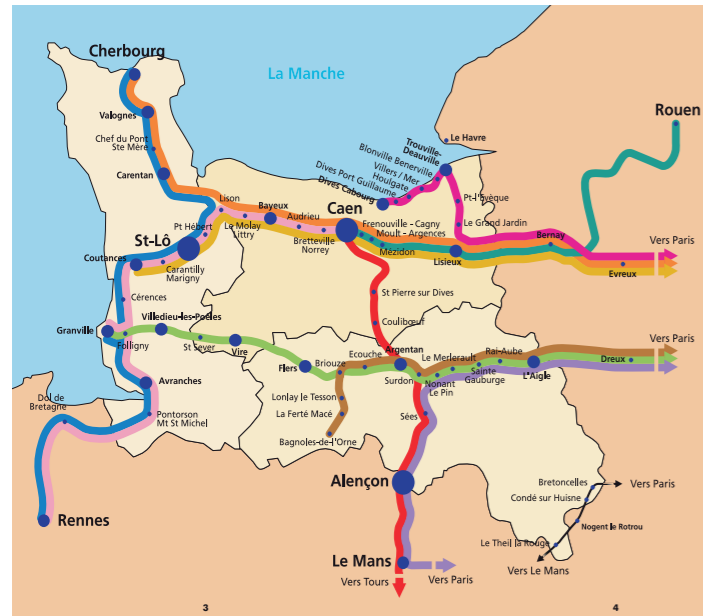 Cherbourg
La Manche
Valognes
Chef du Pont
Ste Mère
Carentan
Rouen
Le Havre
Trouville-
Deauville
Blonville Benerville
Villers / Mer
Houlgate
Dives Port Guillaume
Dives Cabourg
Pt-l'Evèque
Le Grand Jardin
Lison
Bayeux
Audrieu
Caen
Frenouville - Cagny
Moult - Argences
Mézidon
Lisieux
Bernay
Vers Paris
Evreux
Pt Hébert
St-Lô
Le Molay
Littry
Bretteville
Norrey
Coutances
Carantilly
Marigny
Cérences
St Pierre sur Dives
Coulibœuf
Granville
Villedieu-les-Poëles
Folligny
St Sever
Vire
Flers
Briouze
Ecouche
Argentan
Surdon
Le Merlerault
Nonant
Le Pin
Sainte
Gauburge
Rai-Aube
L'Aigle
Dreux
Vers Paris
Avranches
Dol de
Bretagne
Pontorson
Mt St Michel
Lonlay le Tesson
La Ferté Macé
Bagnoles-de-l'Orne
Sées
Alençon
Rennes
Bretoncelles
Vers Paris
Condé sur Huisne
Nogent le Rotrou
Le Theil la Rouge
Vers Le Mans
Le Mans
Vers Tours
Vers Paris
3
4